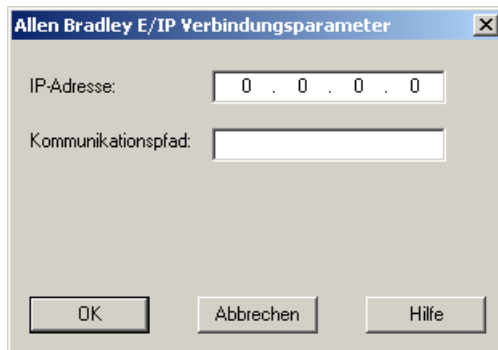 Allen Bradley E/IP Verbindungsparameter
IP-Adresse: 0 . 0 . 0 . 0
Kommunikationspfad:
OK Abbrechen Hilfe